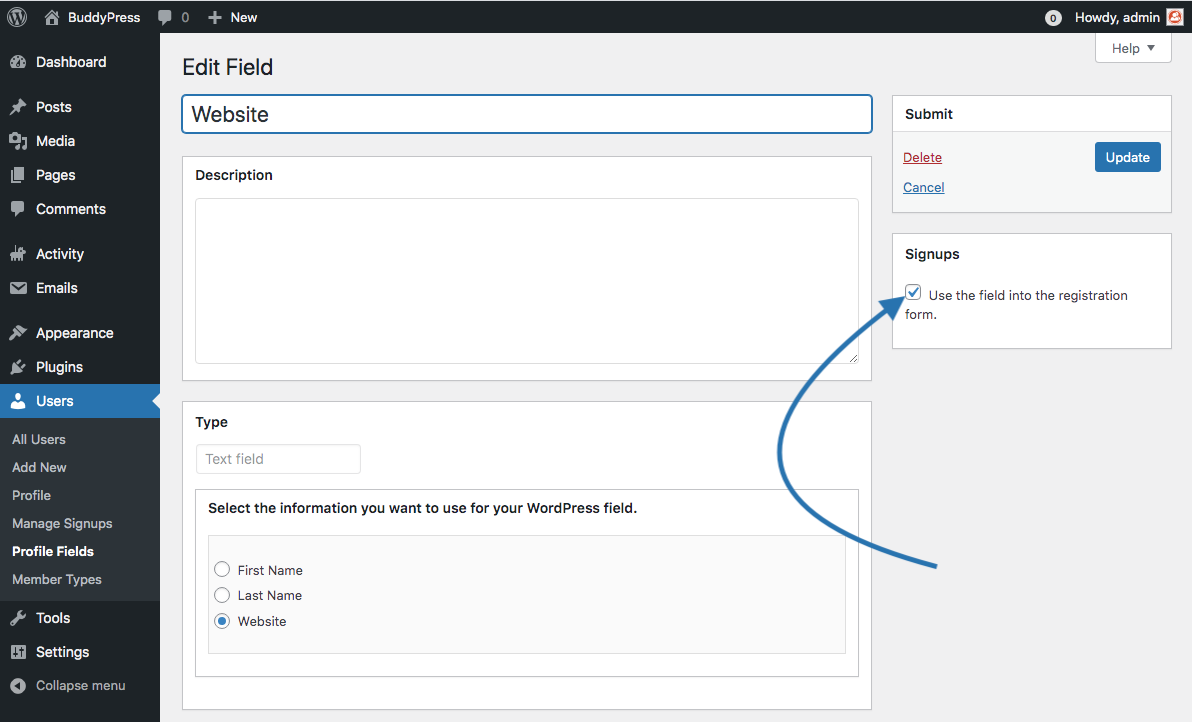 BuddyPress 0 New 0 Howdy, admin
Help
Dashboard
Posts
Media
Pages
Comments
Activity
Emails
Appearance
Plugins
Users
All Users
Add New
Profile
Manage Signups
Profile Fields
Member Types
Tools
Settings
Collapse menu
Edit Field
Website
Description
Type
Text field
Select the information you want to use for your WordPress field.
First Name
Last Name
Website
Submit
Delete
Update
Cancel
Signups
Use the field into the registration
form.